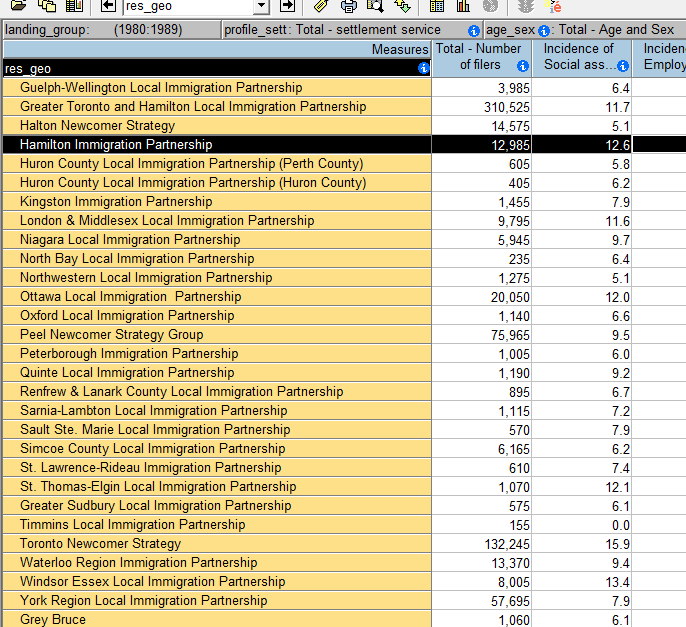 res_geo
landing_group: (1980:1989) profile_sett: Total - settlement service age_sex : Total - Age and Sex
Measures Total - Number of filers Incidence of Social ass... Inciden Employ
res_geo
Guelph-Wellington Local Immigration Partnership 3,985 6.4
Greater Toronto and Hamilton Local Immigration Partnership 310,525 11.7
Halton Newcomer Strategy 14,575 5.1
Hamilton Immigration Partnership 12,985 12.6
Huron County Local Immigration Partnership (Perth County) 605 5.8
Huron County Local Immigration Partnership (Huron County) 405 6.2
Kingston Immigration Partnership 1,455 7.9
London & Middlesex Local Immigration Partnership 9,795 11.6
Niagara Local Immigration Partnership 5,945 9.7
North Bay Local Immigration Partnership 235 6.4
Northwestern Local Immigration Partnership 1,275 5.1
Ottawa Local Immigration Partnership 20,050 12.0
Oxford Local Immigration Partnership 1,140 6.6
Peel Newcomer Strategy Group 75,965 9.5
Peterborough Immigration Partnership 1,005 6.0
Quinte Local Immigration Partnership 1,190 9.2
Renfrew & Lanark County Local Immigration Partnership 895 6.7
Sarnia-Lambton Local Immigration Partnership 1,115 7.2
Sault Ste. Marie Local Immigration Partnership 570 7.9
Simcoe County Local Immigration Partnership 6,165 6.2
St. Lawrence-Rideau Immigration Partnership 610 7.4
St. Thomas-Elgin Local Immigration Partnership 1,070 12.1
Greater Sudbury Local Immigration Partnership 575 6.1
Timmins Local Immigration Partnership 155 0.0
Toronto Newcomer Strategy 132,245 15.9
Waterloo Region Immigration Partnership 13,370 9.4
Windsor Essex Local Immigration Partnership 8,005 13.4
York Region Local Immigration Partnership 57,695 7.9
Grey Bruce 1,060 6.1